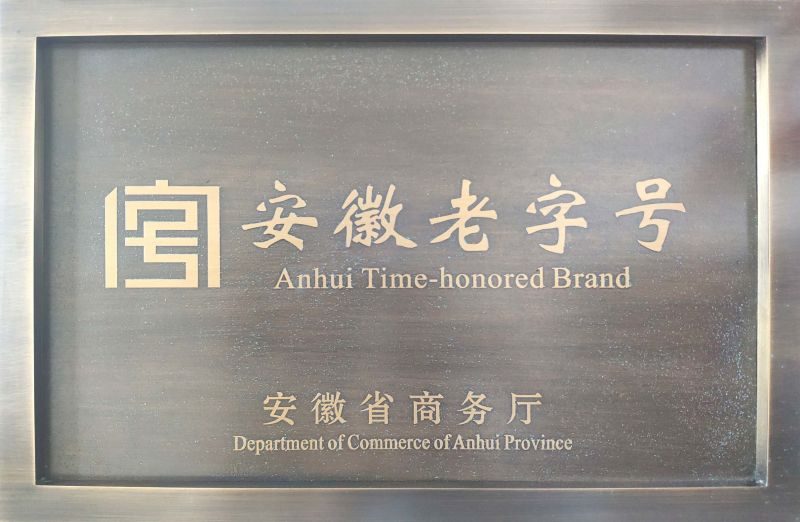 安徽老字号
Anhui Time-honored Brand
安徽省商务厅
Department of Commerce of Anhui Province